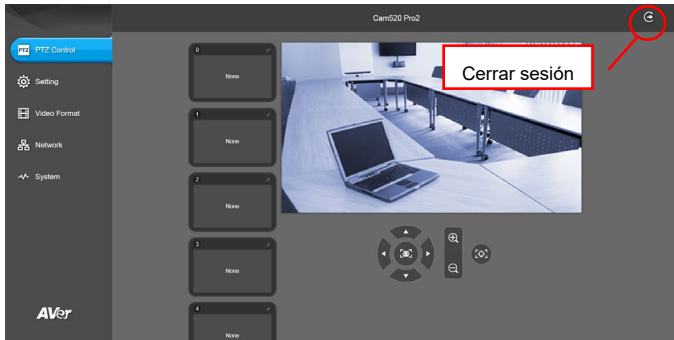 Cam520 Pro2
PTZ PTZ Control
Setting
Video Format
Network
System
AVer
0
None
1
None
2
None
3
None
4
None
Cerrar sesión